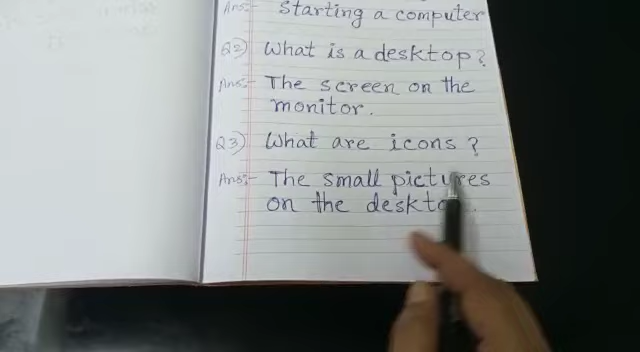 Ans:- Starting a computer
Q2) What is a desktop?
Ans:- The screen on the
monitor.
Q3) What are icons?
Ans:- The small pictures
on the desktop.